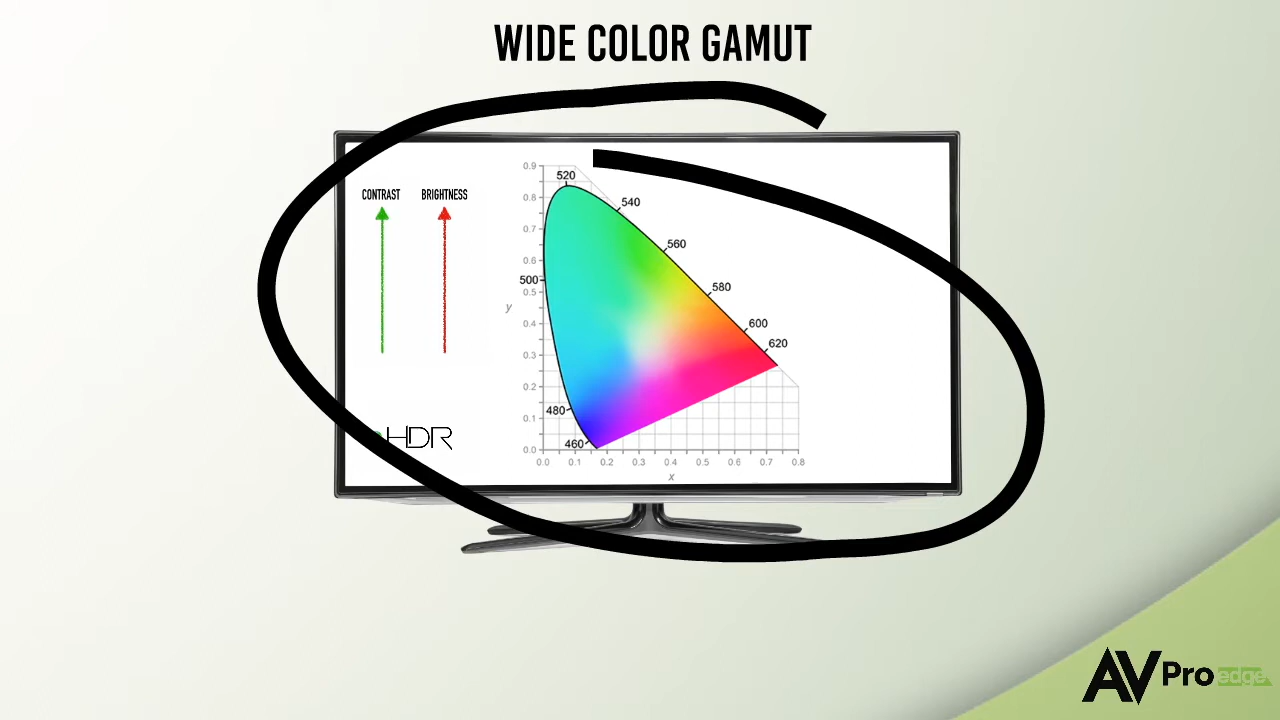 WIDE COLOR GAMUT
CONTRAST BRIGHTNESS
HDR
0.9
0.8
0.7
0.6
0.5
0.4
0.3
0.2
0.1
0.0
y
520
540
560
500
580
600
620
480
460
0.0 0.1 0.2 0.3 0.4 0.5 0.6 0.7 0.8
x
AVPro edge